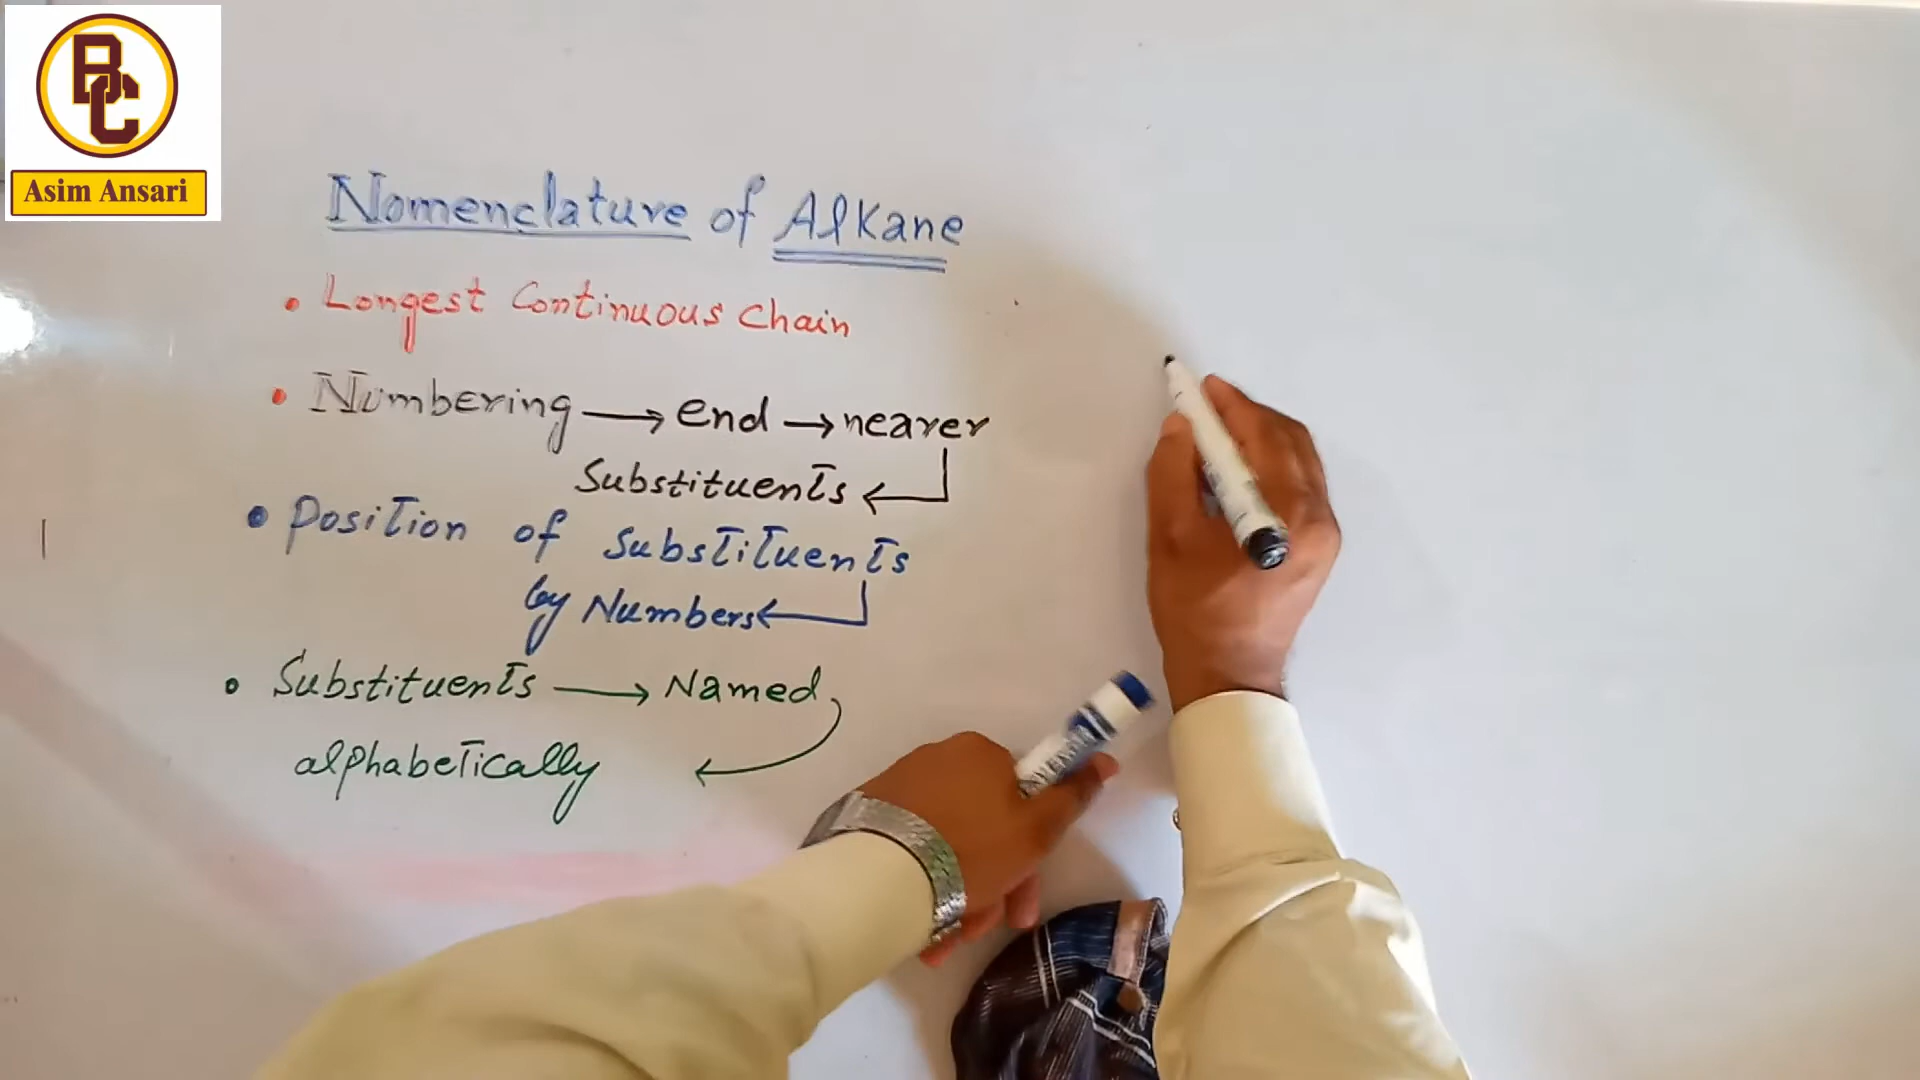 BC
Asim Ansari
Nomenclature of Alkane
• Longest Continuous Chain
• Numbering → end → nearer
Substituents ←
• Position of Substituents
by Numbers ←
• Substituents → Named
alphabetically ←